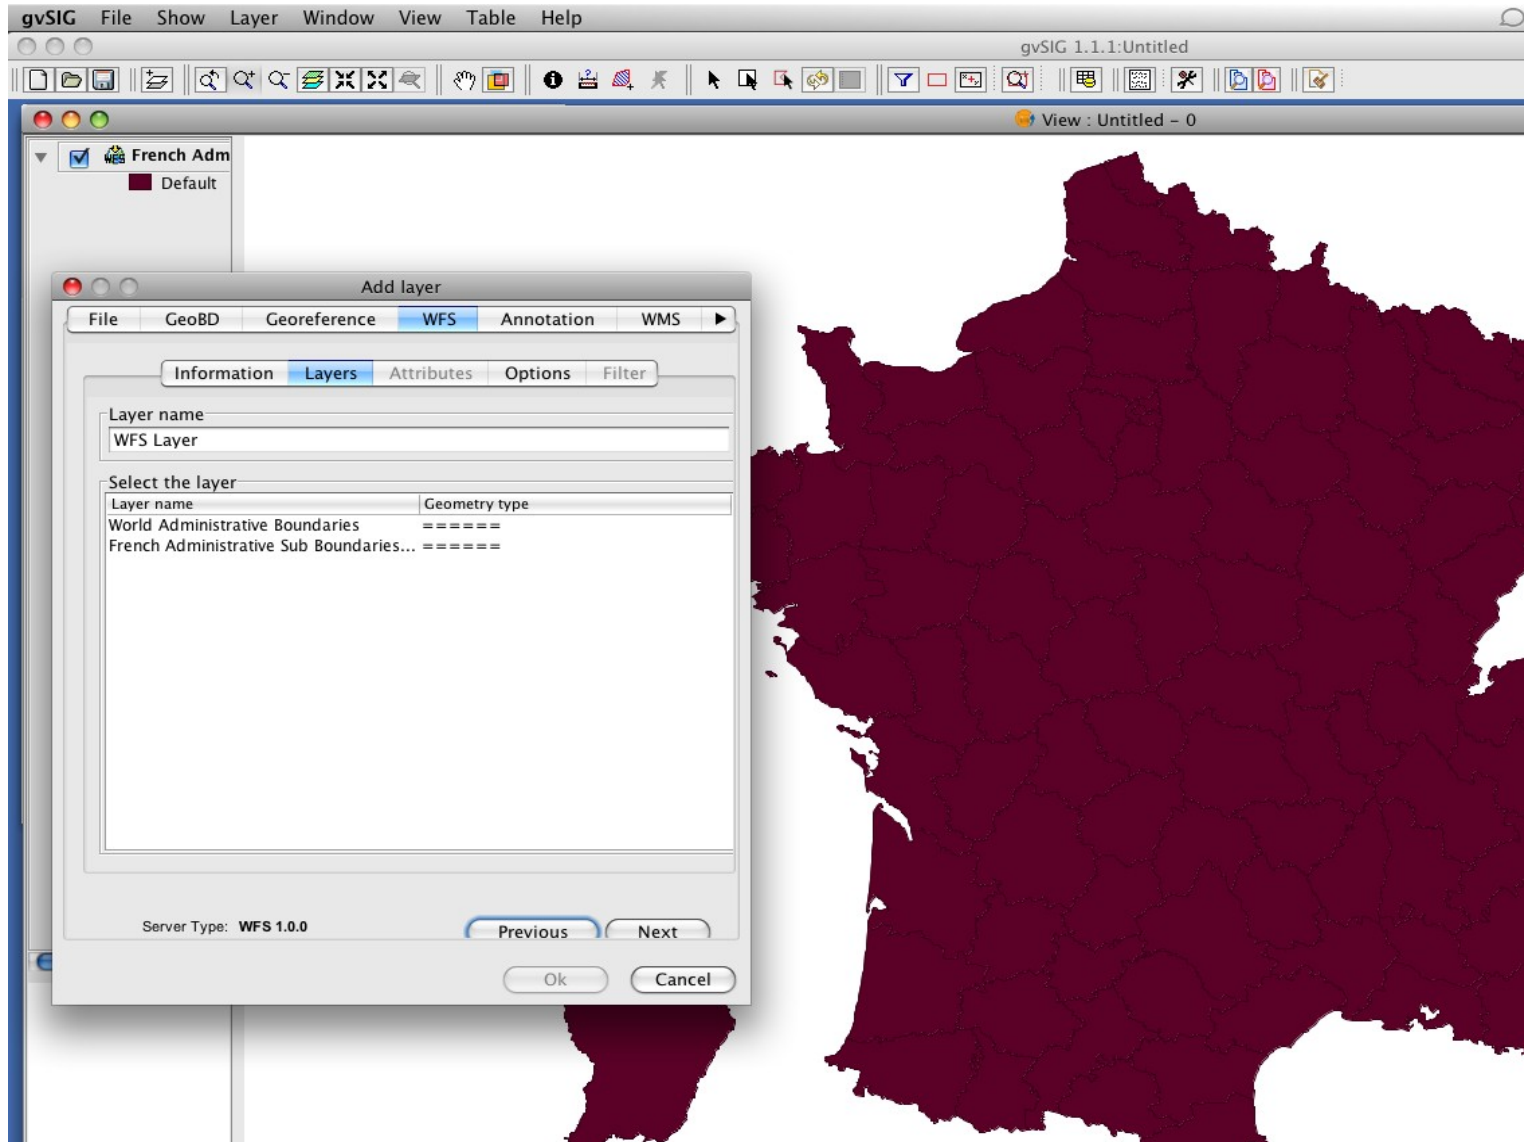 gvSIG File Show Layer Window View Table Help
gvSIG 1.1.1:Untitled
View : Untitled - 0
French Adm
Default
Add layer
File GeoBD Georeference WFS Annotation WMS
Information Layers Attributes Options Filter
Layer name
WFS Layer
Select the layer
Layer name Geometry type
World Administrative Boundaries ======
French Administrative Sub Boundaries... ======
Server Type: WFS 1.0.0 Previous Next
Ok Cancel